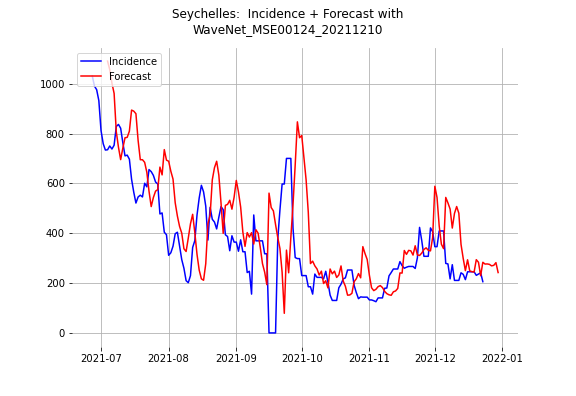 Seychelles:  Incidence + Forecast with
WaveNet_MSE00124_20211210
Incidence
Forecast
1000
800
600
400
200
0
2021-07 2021-08 2021-09 2021-10 2021-11 2021-12 2022-01